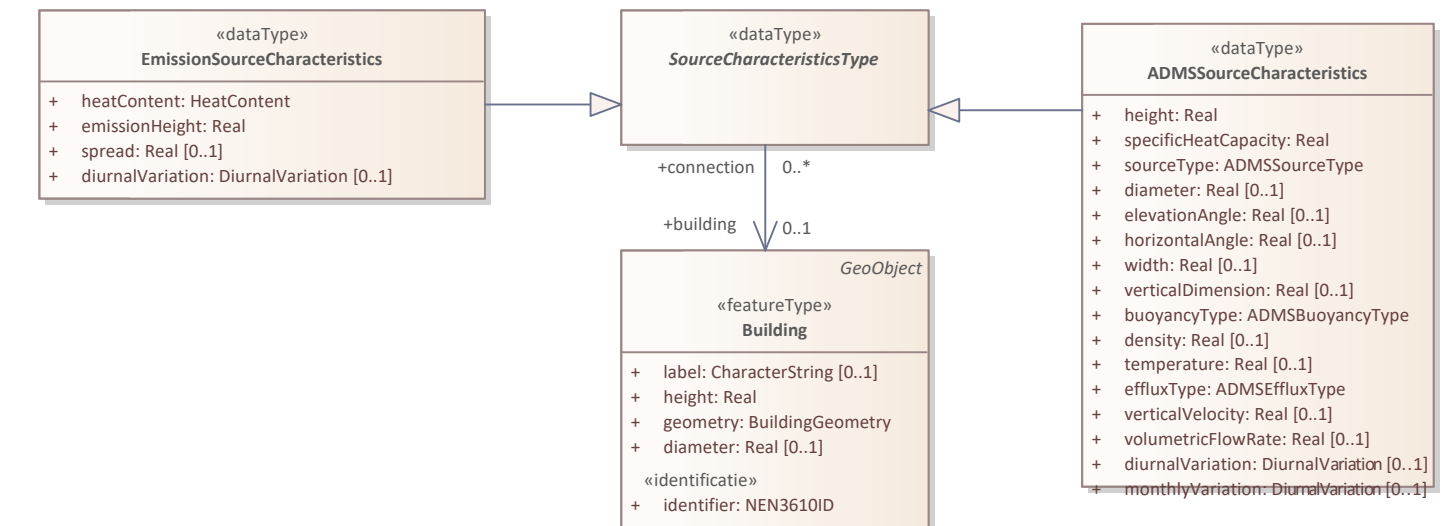 «dataType»
EmissionSourceCharacteristics
+ heatContent: HeatContent
+ emissionHeight: Real
+ spread: Real [0..1]
+ diurnalVariation: DiurnalVariation [0..1]
«dataType»
SourceCharacteristicsType
+connection 0..*
+building 0..1
GeoObject
«featureType»
Building
+ label: CharacterString [0..1]
+ height: Real
+ geometry: BuildingGeometry
+ diameter: Real [0..1]
«identificatie»
+ identifier: NEN3610ID
«dataType»
ADMSSourceCharacteristics
+ height: Real
+ specificHeatCapacity: Real
+ sourceType: ADMSSourceType
+ diameter: Real [0..1]
+ elevationAngle: Real [0..1]
+ horizontalAngle: Real [0..1]
+ width: Real [0..1]
+ verticalDimension: Real [0..1]
+ buoyancyType: ADMSBuoyancyType
+ density: Real [0..1]
+ temperature: Real [0..1]
+ effluxType: ADMSEffluxType
+ verticalVelocity: Real [0..1]
+ volumetricFlowRate: Real [0..1]
+ diurnalVariation: DiurnalVariation [0..1]
+ monthlyVariation: DiurnalVariation [0..1]